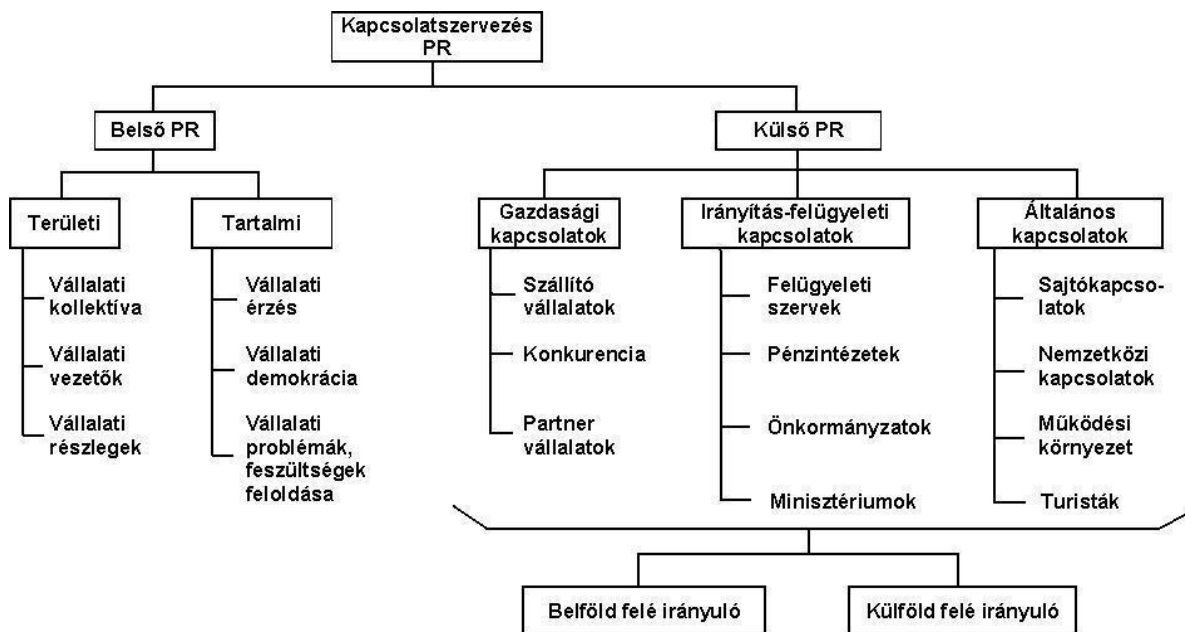 Kapcsolatszervezés
PR
Belső PR
Külső PR
Területi
Tartalmi
Gazdasági
kapcsolatok
Irányítás-felügyeleti
kapcsolatok
Általános
kapcsolatok
Vállalati
kollektíva
Vállalati
vezetők
Vállalati
részlegek
Vállalati
érzés
Vállalati
demokrácia
Vállalati
problémák,
feszültségek
feloldása
Szállító
vállalatok
Konkurencia
Partner
vállalatok
Felügyeleti
szervek
Pénzintézetek
Önkormányzatok
Minisztériumok
Sajtókapcso-
latok
Nemzetközi
kapcsolatok
Működési
környezet
Turisták
Belföld felé irányuló
Külföld felé irányuló